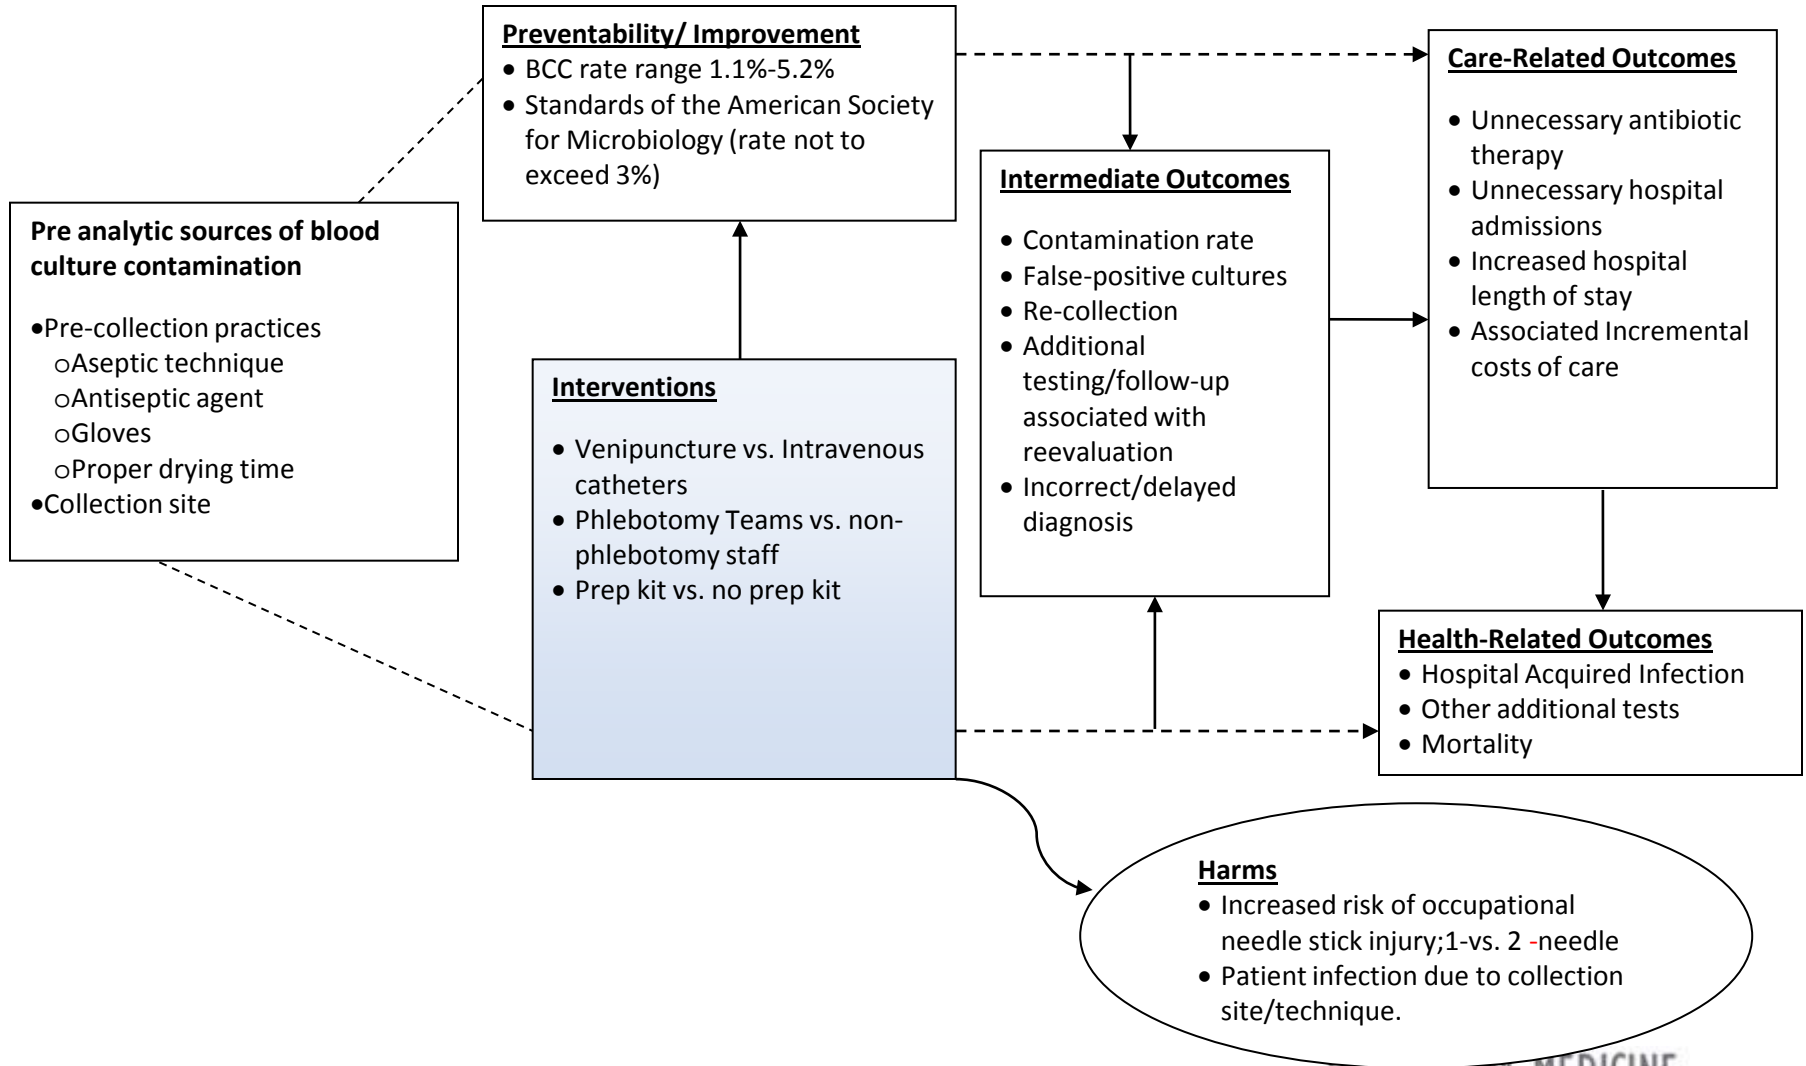 Preventability/ Improvement
• BCC rate range 1.1%-5.2%
• Standards of the American Society
for Microbiology (rate not to
exceed 3%)
Pre analytic sources of blood
culture contamination
•Pre-collection practices
oAseptic technique
oAntiseptic agent
oGloves
oProper drying time
•Collection site
Interventions
• Venipuncture vs. Intravenous
catheters
• Phlebotomy Teams vs. non-
phlebotomy staff
• Prep kit vs. no prep kit
Intermediate Outcomes
• Contamination rate
• False-positive cultures
• Re-collection
• Additional
testing/follow-up
associated with
reevaluation
• Incorrect/delayed
diagnosis
Care-Related Outcomes
• Unnecessary antibiotic
therapy
• Unnecessary hospital
admissions
• Increased hospital
length of stay
• Associated Incremental
costs of care
Health-Related Outcomes
• Hospital Acquired Infection
• Other additional tests
• Mortality
Harms
• Increased risk of occupational
needle stick injury;1-vs. 2 -needle
• Patient infection due to collection
site/technique.
MEDICINE